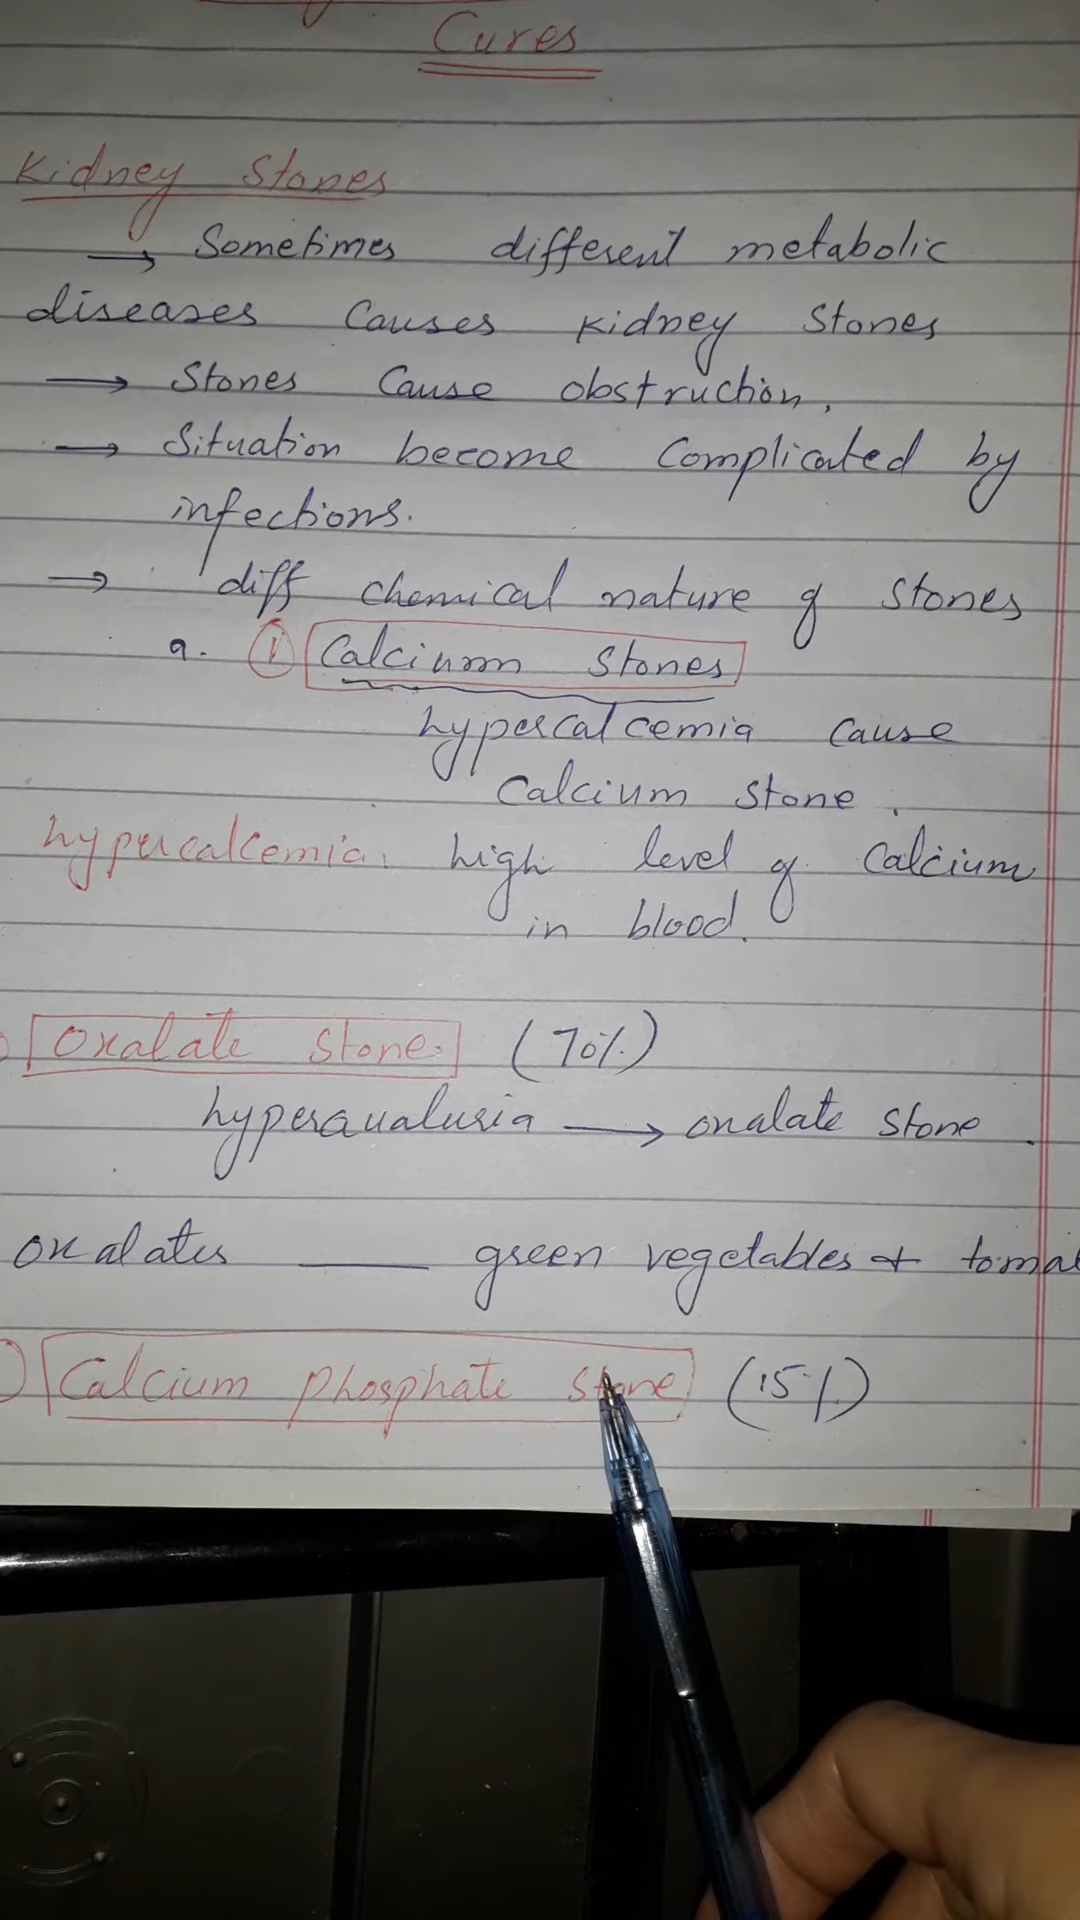 Cures
Kidney Stones
→ Sometimes different metabolic
diseases causes kidney stones
→ Stones Cause obstruction.
→ Situation become Complicated by
infections.
→ diff chemical nature of stones
a. ① Calcium Stones
hypercalcemia cause
Calcium stone.
hypercalcemia: high level of Calcium
in blood.
Oxalate Stone. (70%)
hyperaualuria → oxalate stone.
oxalates — green vegetables & tomat
Calcium phosphate stone (15%)